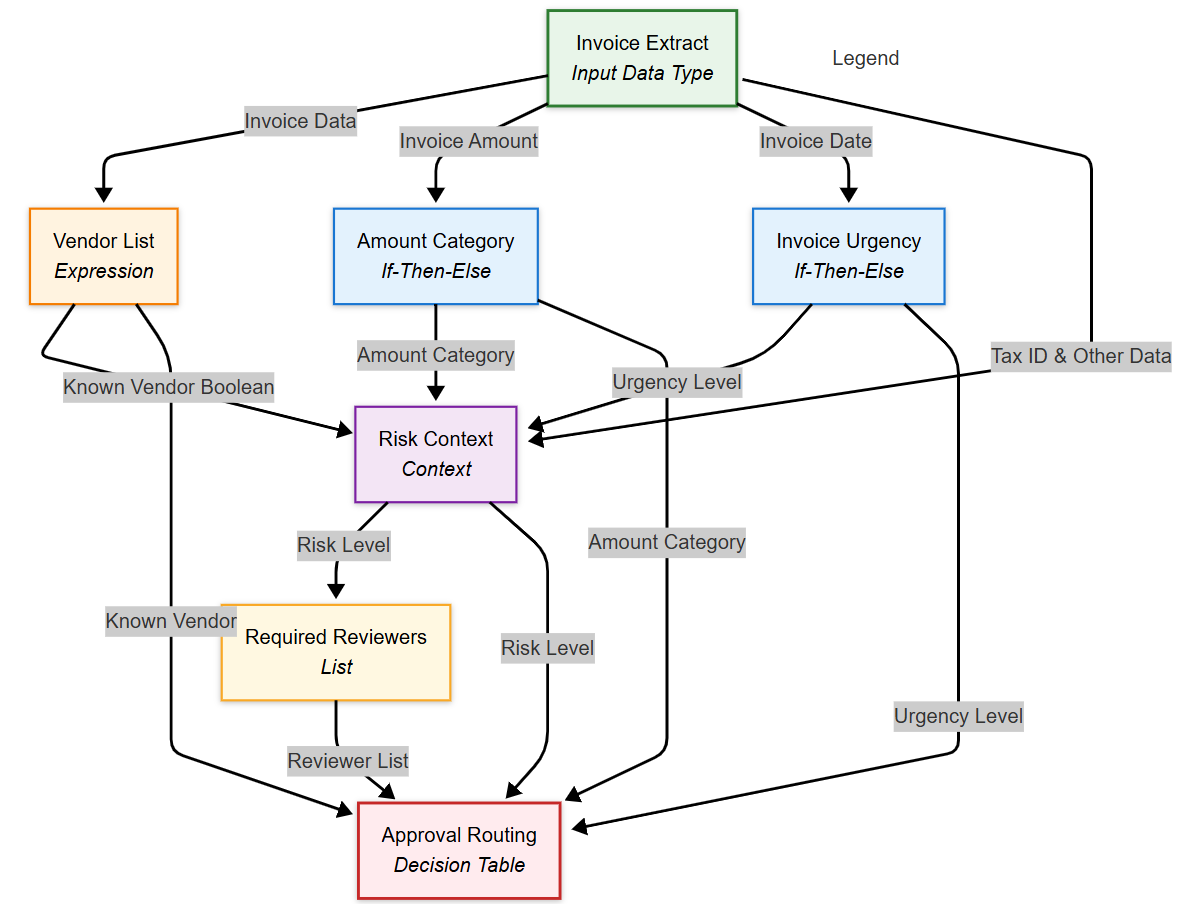 Invoice Extract
Input Data Type
Legend
Invoice Data
Invoice Amount
Invoice Date
Vendor List
Expression
Amount Category
If-Then-Else
Invoice Urgency
If-Then-Else
Amount Category
Tax ID & Other Data
Known Vendor Boolean
Urgency Level
Risk Context
Context
Risk Level
Amount Category
Known Vendor
Required Reviewers
List
Risk Level
Urgency Level
Reviewer List
Approval Routing
Decision Table